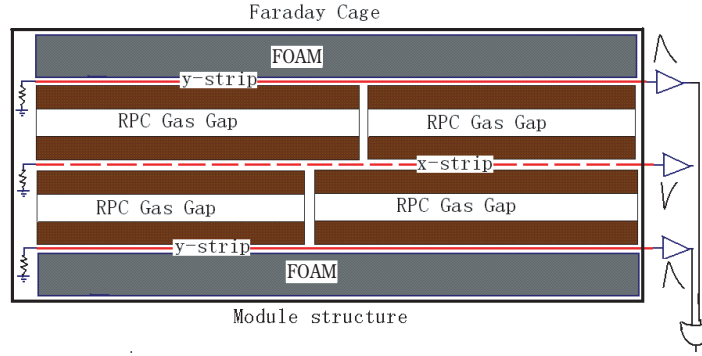 Faraday Cage
FOAM
y-strip
RPC Gas Gap
RPC Gas Gap
x-strip
RPC Gas Gap
RPC Gas Gap
y-strip
FOAM
Module structure